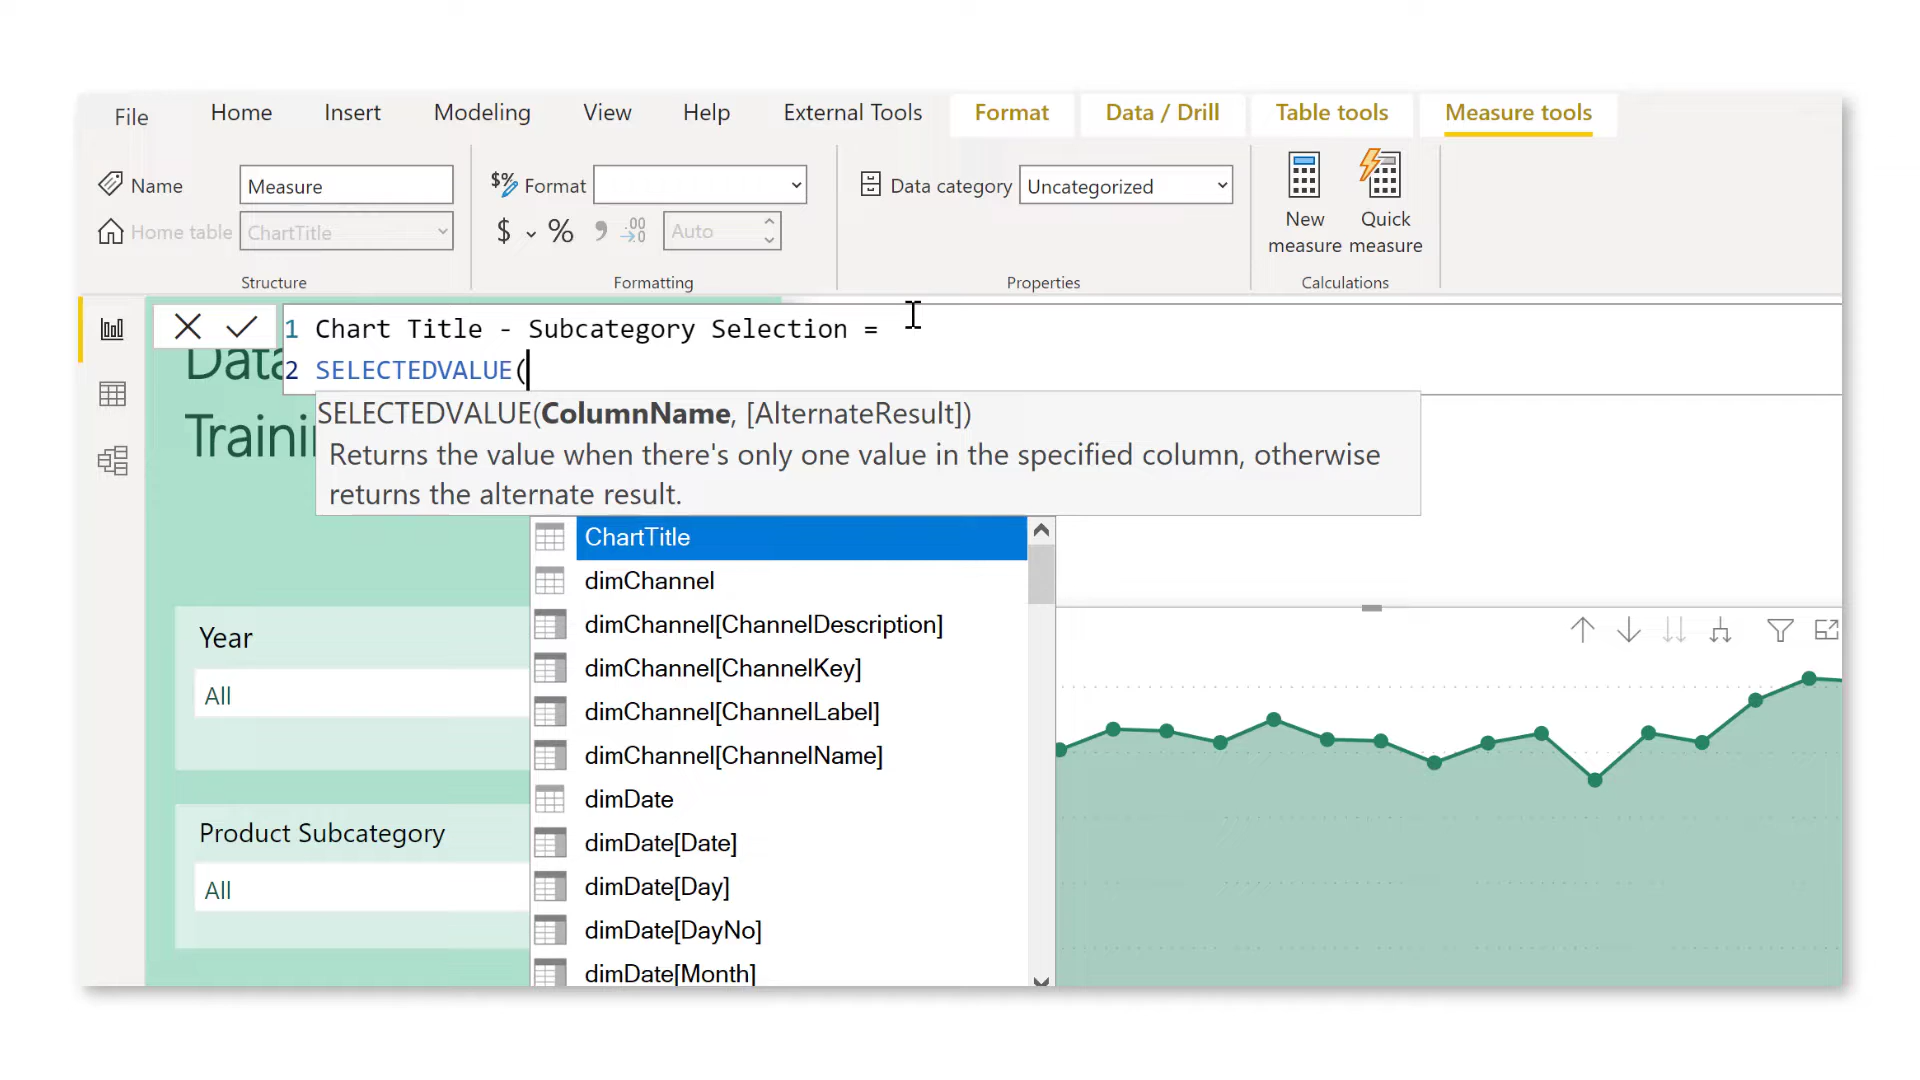 File Home Insert Modeling View Help External Tools Format Data / Drill Table tools Measure tools
Name Measure $% Format Data category Uncategorized New measure Quick measure
Home table ChartTitle $ % , .00 →.0 Auto
Structure Formatting Properties Calculations
1 Chart Title - Subcategory Selection =
2 SELECTEDVALUE(
SELECTEDVALUE(ColumnName, [AlternateResult])
Returns the value when there's only one value in the specified column, otherwise
returns the alternate result.
Data
Traini
ChartTitle
dimChannel
dimChannel[ChannelDescription]
dimChannel[ChannelKey]
dimChannel[ChannelLabel]
dimChannel[ChannelName]
dimDate
dimDate[Date]
dimDate[Day]
dimDate[DayNo]
dimDate[Month]
Year
All
Product Subcategory
All